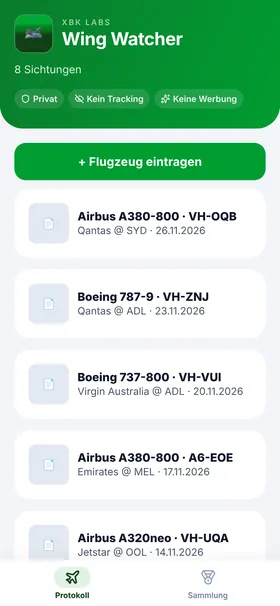 XBK LABS
Wing Watcher
8 Sichtungen
Privat
Kein Tracking
Keine Werbung
+ Flugzeug eintragen
Airbus A380-800 · VH-OQB
Qantas @ SYD · 26.11.2026
Boeing 787-9 · VH-ZNJ
Qantas @ ADL · 23.11.2026
Boeing 737-800 · VH-VUI
Virgin Australia @ ADL · 20.11.2026
Airbus A380-800 · A6-EOE
Emirates @ MEL · 17.11.2026
Airbus A320neo · VH-UQA
Jetstar @ OOL · 14.11.2026
Protokoll
Sammlung